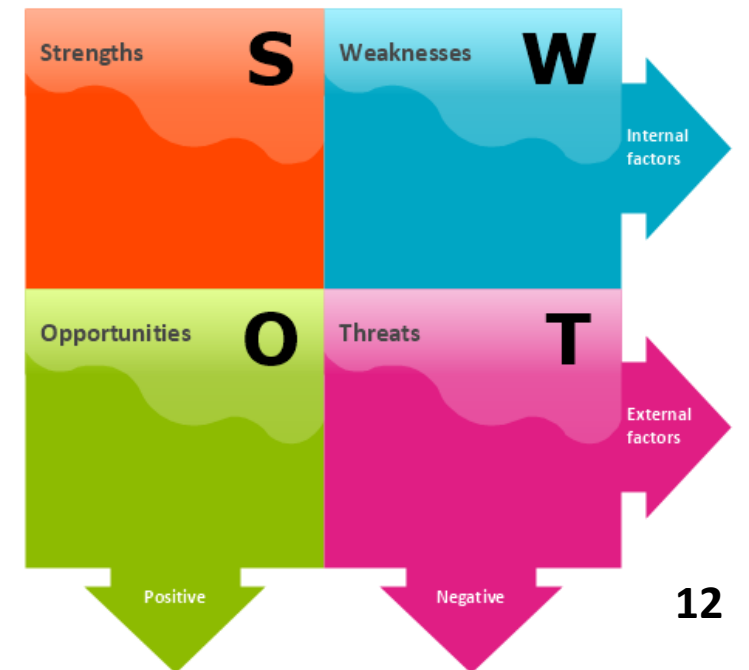 Strengths S
Weaknesses W
Internal
factors
Opportunities O
Threats T
External
factors
Positive
Negative
12